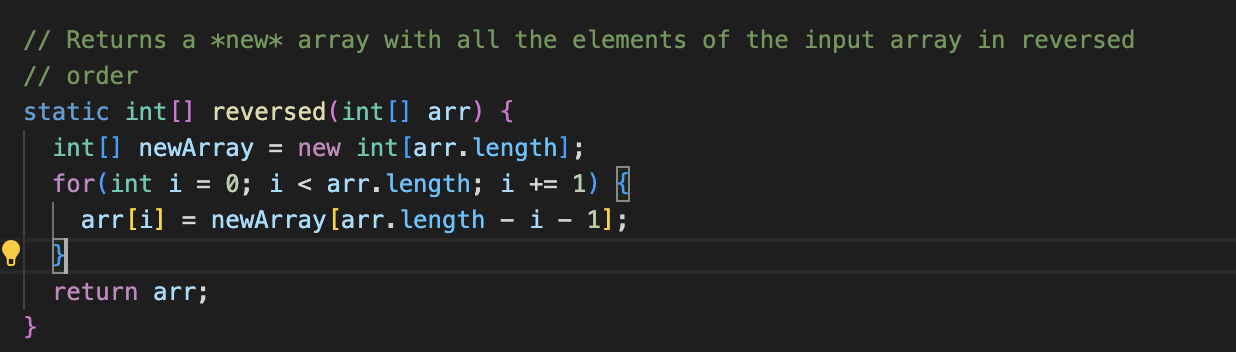 // Returns a *new* array with all the elements of the input array in reversed
// order
static int[] reversed(int[] arr) {
  int[] newArray = new int[arr.length];
  for(int i = 0; i < arr.length; i += 1) {
    arr[i] = newArray[arr.length - i - 1];
  }
  return arr;
}